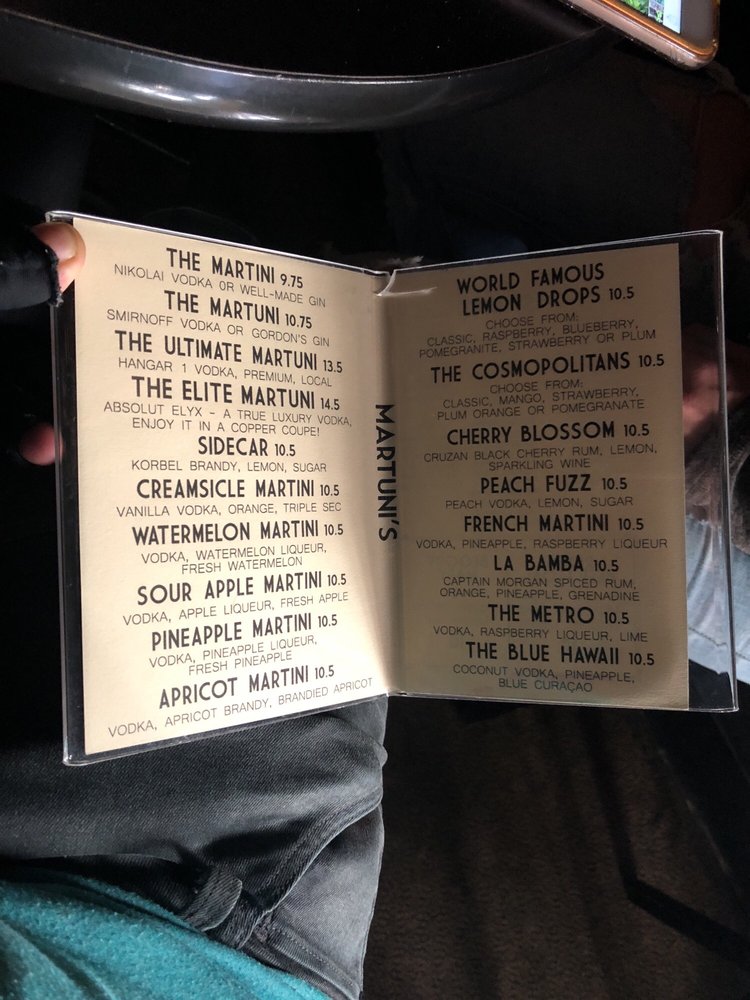 THE MARTINI 9.75
NIKOLAI VODKA OR WELL-MADE GIN
THE MARTUNI 10.75
SMIRNOFF VODKA OR GORDON'S GIN
THE ULTIMATE MARTUNI 13.5
HANGAR 1 VODKA, PREMIUM, LOCAL
THE ELITE MARTUNI 14.5
ABSOLUT ELYX - A TRUE LUXURY VODKA,
ENJOY IT IN A COPPER COUPE!
SIDECAR 10.5
KORBEL BRANDY, LEMON, SUGAR
CREAMSICLE MARTINI 10.5
VANILLA VODKA, ORANGE, TRIPLE SEC
WATERMELON MARTINI 10.5
VODKA, WATERMELON LIQUEUR,
FRESH WATERMELON
SOUR APPLE MARTINI 10.5
VODKA, APPLE LIQUEUR, FRESH APPLE
PINEAPPLE MARTINI 10.5
VODKA, PINEAPPLE LIQUEUR,
FRESH PINEAPPLE
APRICOT MARTINI 10.5
VODKA, APRICOT BRANDY, BRANDIED APRICOT
MARTUNI'S
WORLD FAMOUS
LEMON DROPS 10.5
CHOOSE FROM:
CLASSIC, RASPBERRY, BLUEBERRY,
POMEGRANITE, STRAWBERRY OR PLUM
THE COSMOPOLITANS 10.5
CHOOSE FROM:
CLASSIC, MANGO, STRAWBERRY,
PLUM ORANGE OR POMEGRANATE
CHERRY BLOSSOM 10.5
CRUZAN BLACK CHERRY RUM, LEMON,
SPARKLING WINE
PEACH FUZZ 10.5
PEACH VODKA, LEMON, SUGAR
FRENCH MARTINI 10.5
VODKA, PINEAPPLE, RASPBERRY LIQUEUR
LA BAMBA 10.5
CAPTAIN MORGAN SPICED RUM,
ORANGE, PINEAPPLE, GRENADINE
THE METRO 10.5
VODKA, RASPBERRY LIQUEUR, LIME
THE BLUE HAWAII 10.5
COCONUT VODKA, PINEAPPLE,
BLUE CURAÇAO